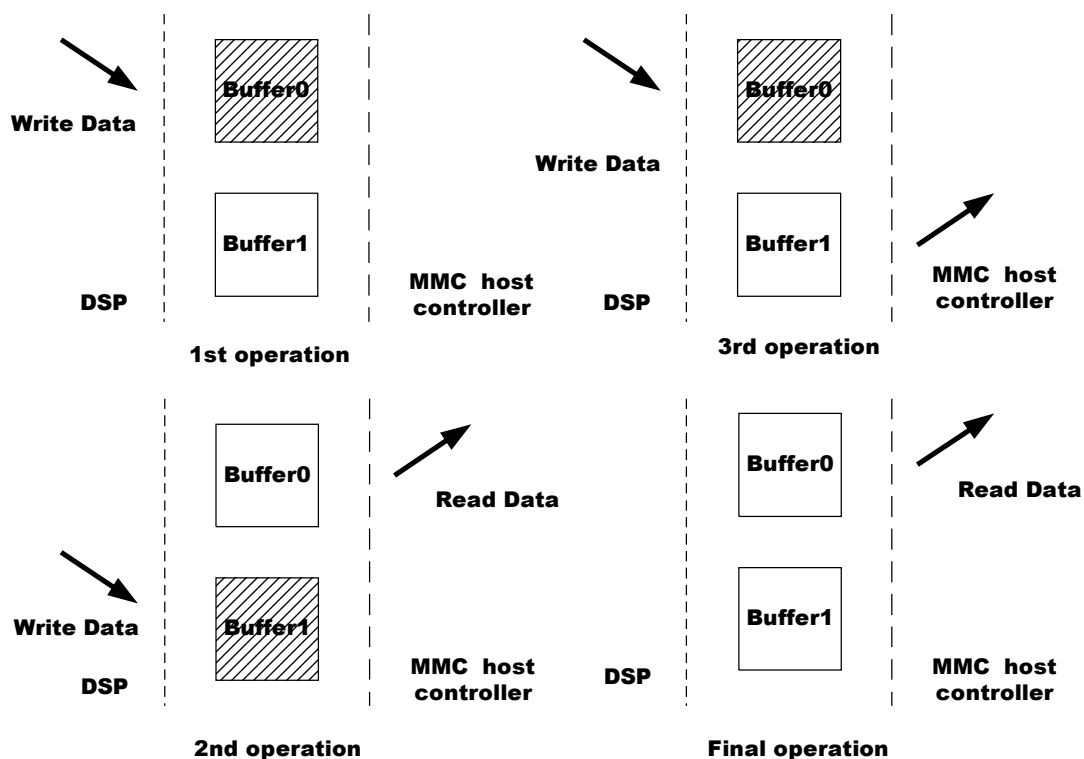 Buffer0
Write Data
Buffer1
DSP
MMC host
controller
1st operation
Buffer0
Write Data
Buffer1
DSP
MMC host
controller
3rd operation
Buffer0
Read Data
Write Data
Buffer1
DSP
MMC host
controller
2nd operation
Buffer0
Read Data
Buffer1
DSP
MMC host
controller
Final operation